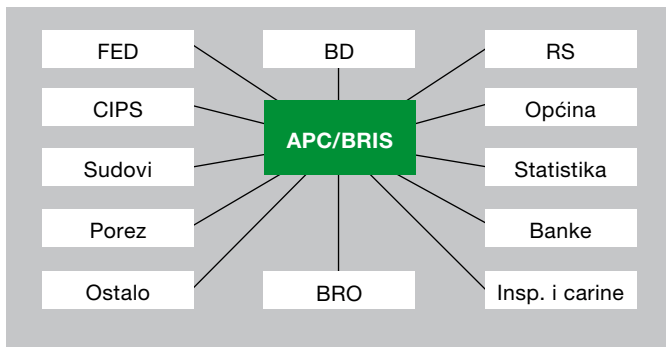 FED
BD
RS
CIPS
APC/BRIS
Općina
Sudovi
Statistika
Porez
Banke
Ostalo
BRO
Insp. i carine